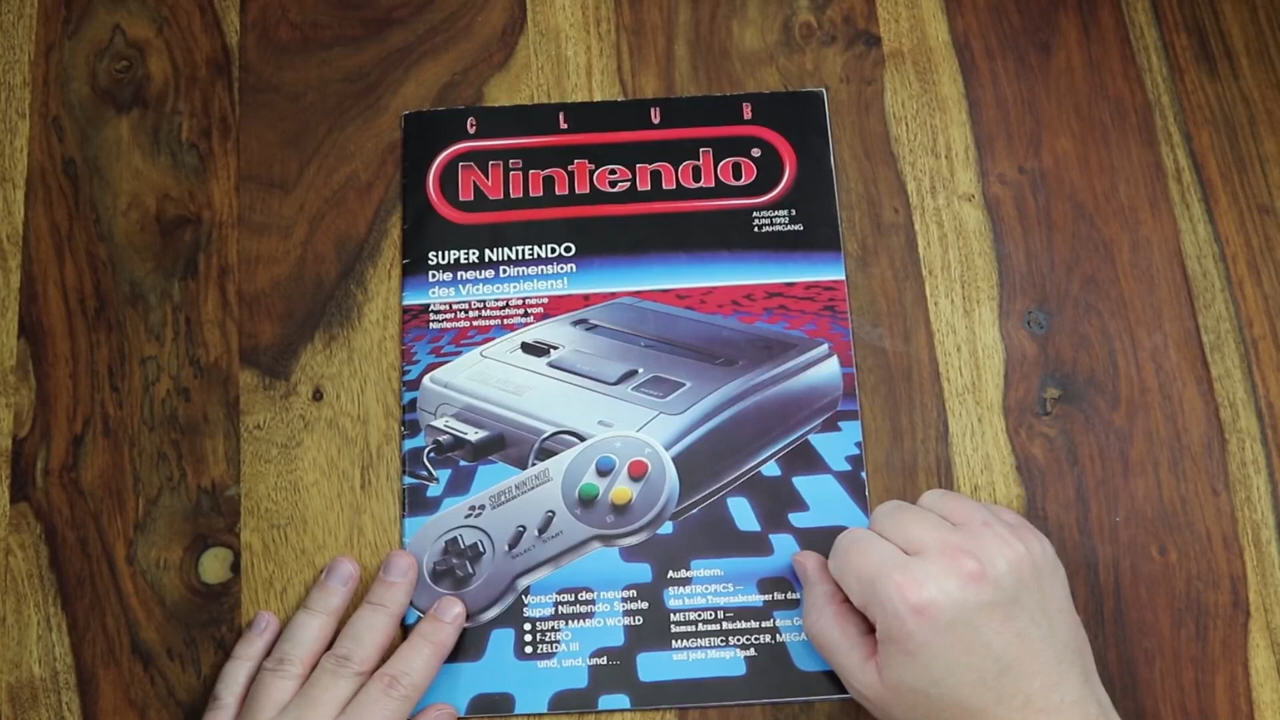 CLUB
Nintendo®
AUSGABE 3
JUNI 1992
4. JAHRGANG
SUPER NINTENDO
Die neue Dimension
des Videospielens!
Alles was Du über die neue
Super 16-Bit-Maschine von
Nintendo wissen solltest.
RESET
SUPER NINTENDO
SELECT START
Vorschau der neuen
Super Nintendo Spiele
● SUPER MARIO WORLD
● F-ZERO
● ZELDA III
und, und, und ...
Außerdem:
STARTROPICS –
das heiße Tropenabenteuer für das
METROID II –
Samus Arans Rückkehr auf dem
MAGNETIC SOCCER, MEGA
und jede Menge Spaß.